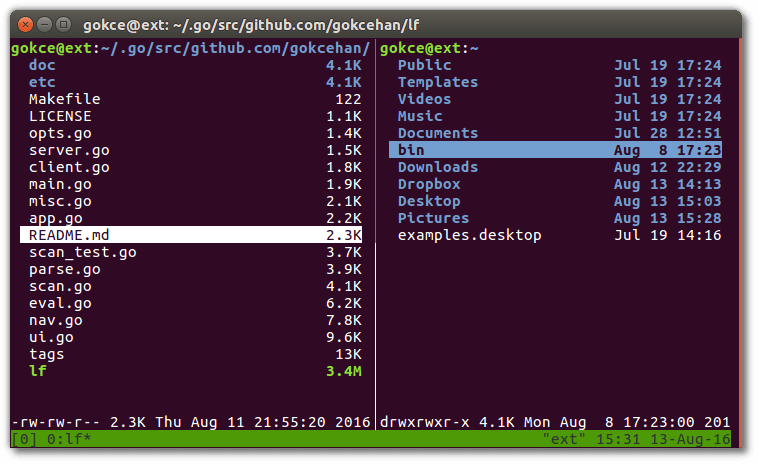 gokce@ext: ~/.go/src/github.com/gokcehan/lf
gokce@ext:~/.go/src/github.com/gokcehan/
doc 4.1K
etc 4.1K
Makefile 122
LICENSE 1.1K
opts.go 1.4K
server.go 1.5K
client.go 1.8K
main.go 1.9K
misc.go 2.1K
app.go 2.2K
README.md 2.3K
scan_test.go 3.7K
parse.go 3.9K
scan.go 4.1K
eval.go 6.2K
nav.go 7.8K
ui.go 9.6K
tags 13K
lf 3.4M
-rw-rw-r-- 2.3K Thu Aug 11 21:55:20 2016
gokce@ext:~
Public Jul 19 17:24
Templates Jul 19 17:24
Videos Jul 19 17:24
Music Jul 19 17:24
Documents Jul 28 12:51
bin Aug  8 17:23
Downloads Aug 12 22:29
Dropbox Aug 13 14:13
Desktop Aug 13 15:03
Pictures Aug 13 15:28
examples.desktop Jul 19 14:16
drwxrwxr-x 4.1K Mon Aug  8 17:23:00 201
[0] 0:lf* "ext" 15:31 13-Aug-16